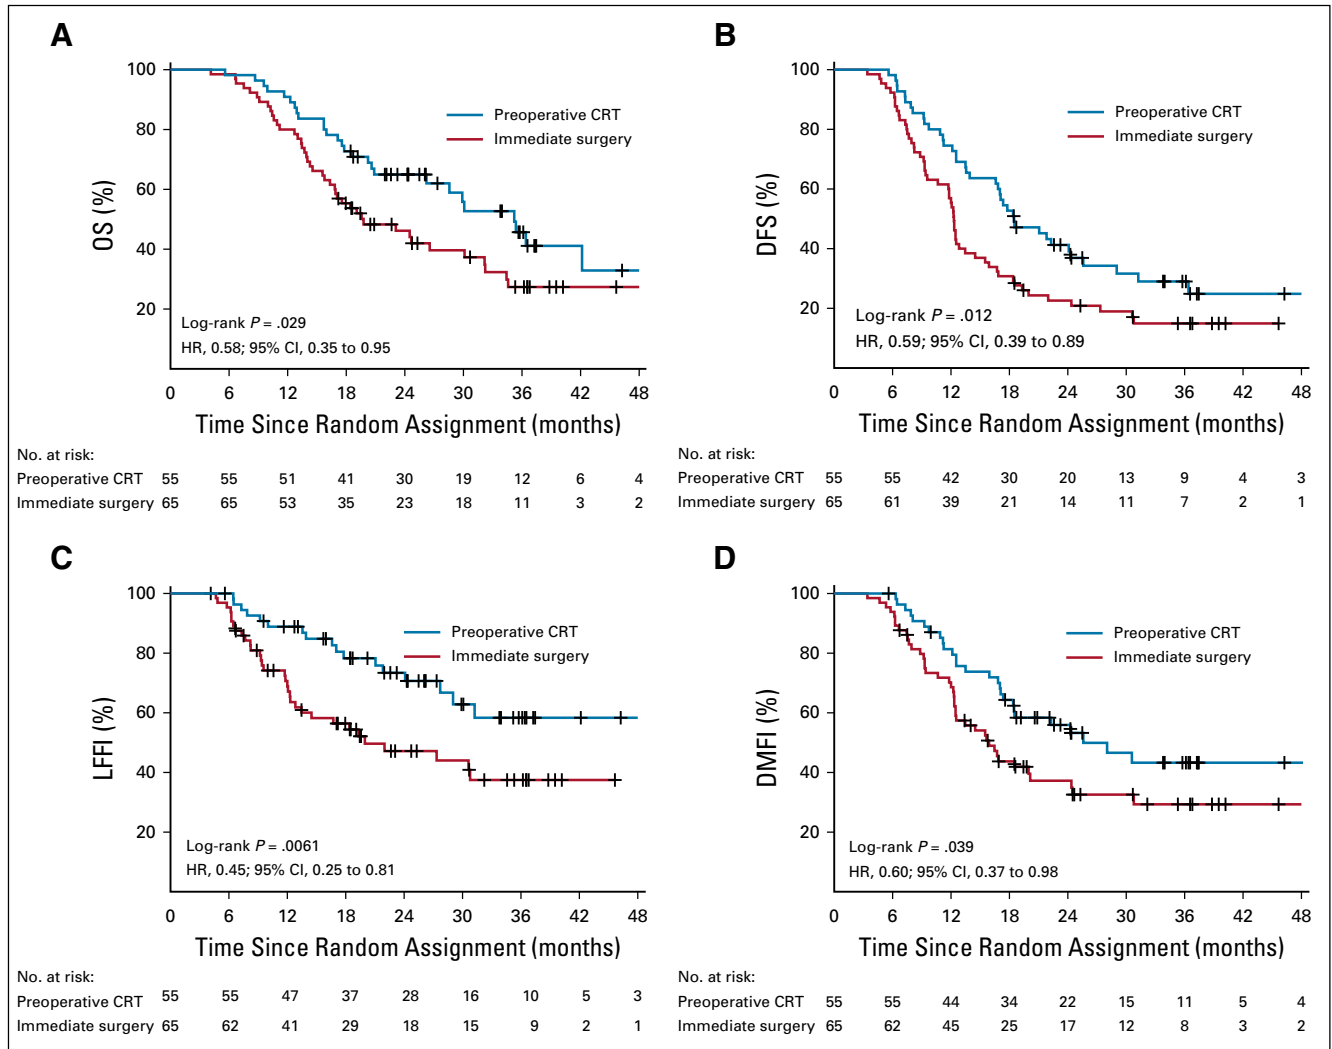 A
OS (%)
100
80
60
40
20
Preoperative CRT
Immediate surgery
Log-rank P = .029
HR, 0.58; 95% CI, 0.35 to 0.95
0 6 12 18 24 30 36 42 48
Time Since Random Assignment (months)
No. at risk:
Preoperative CRT 55 55 51 41 30 19 12 6 4
Immediate surgery 65 65 53 35 23 18 11 3 2
B
DFS (%)
100
80
60
40
20
Preoperative CRT
Immediate surgery
Log-rank P = .012
HR, 0.59; 95% CI, 0.39 to 0.89
0 6 12 18 24 30 36 42 48
Time Since Random Assignment (months)
No. at risk:
Preoperative CRT 55 55 42 30 20 13 9 4 3
Immediate surgery 65 61 39 21 14 11 7 2 1
C
LFFI (%)
100
80
60
40
20
Preoperative CRT
Immediate surgery
Log-rank P = .0061
HR, 0.45; 95% CI, 0.25 to 0.81
0 6 12 18 24 30 36 42 48
Time Since Random Assignment (months)
No. at risk:
Preoperative CRT 55 55 47 37 28 16 10 5 3
Immediate surgery 65 62 41 29 18 15 9 2 1
D
DMFI (%)
100
80
60
40
20
Preoperative CRT
Immediate surgery
Log-rank P = .039
HR, 0.60; 95% CI, 0.37 to 0.98
0 6 12 18 24 30 36 42 48
Time Since Random Assignment (months)
No. at risk:
Preoperative CRT 55 55 44 34 22 15 11 5 4
Immediate surgery 65 62 45 25 17 12 8 3 2